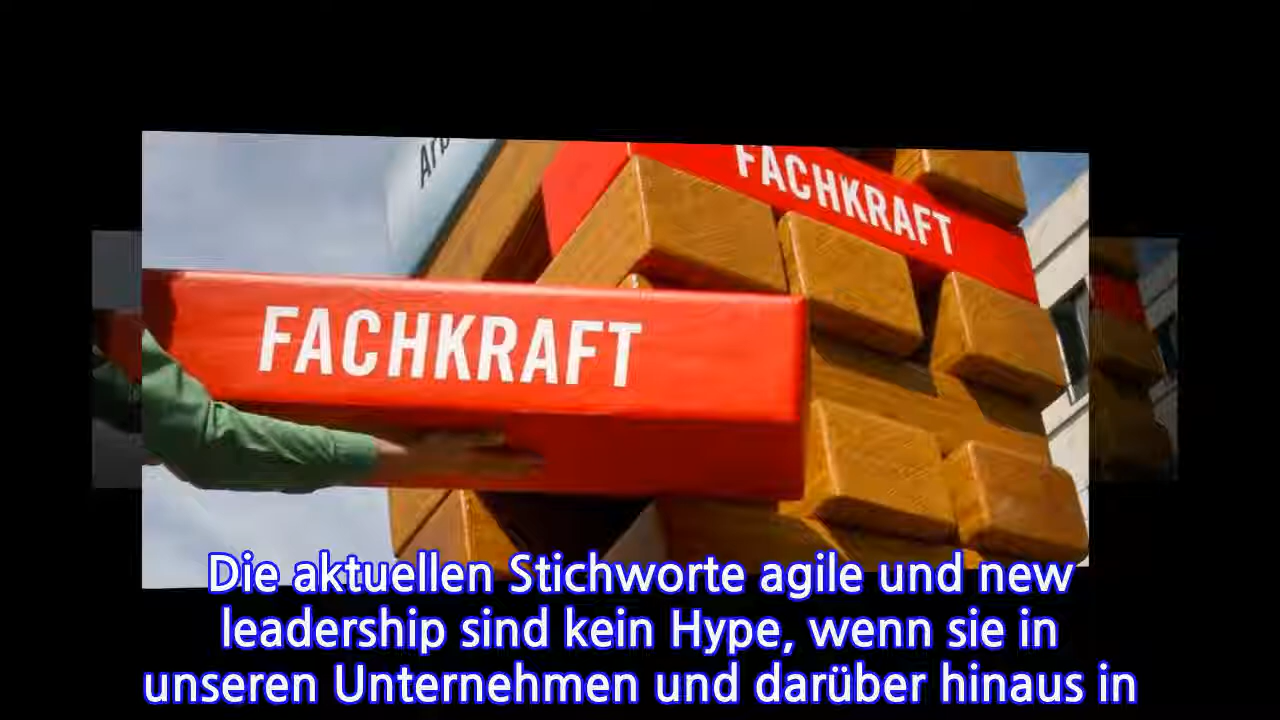 Arb
FACHKRAFT
FACHKRAFT
Die aktuellen Stichworte agile und new
leadership sind kein Hype, wenn sie in
unseren Unternehmen und darüber hinaus in